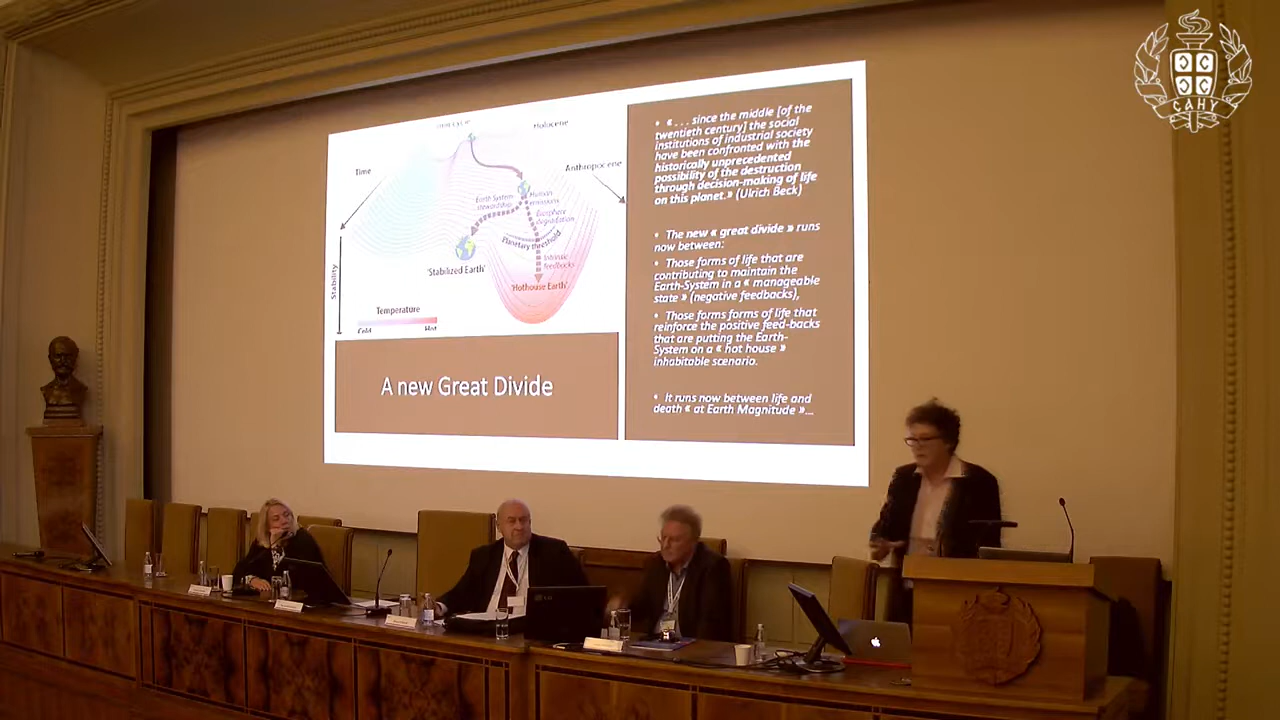 Holocene
Time
Anthropocene
Earth System
stewardship
Human
emissions
Biosphere
degradation
Planetary threshold
Intrinsic
feedbacks
'Stabilized Earth'
'Hothouse Earth'
Stability
Temperature
Cold Hot
A new Great Divide
• « . . . since the middle [of the
twentieth century] the social
institutions of industrial society
have been confronted with the
historically unprecedented
possibility of the destruction
through decision-making of life
on this planet.» (Ulrich Beck)
• The new « great divide » runs
now between:
• Those forms of life that are
contributing to maintain the
Earth-System in a « manageable
state » (negative feedbacks),
• Those forms forms of life that
reinforce the positive feed-backs
that are putting the Earth-
System on a « hot house »
inhabitable scenario.
• It runs now between life and
death « at Earth Magnitude »...
САНУ